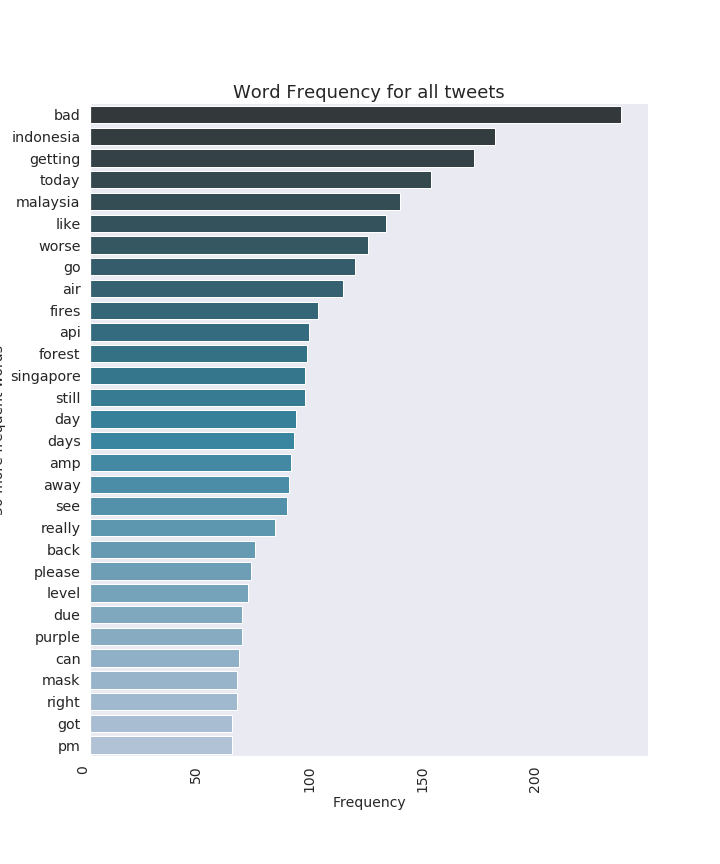 Word Frequency for all tweets
bad
indonesia
getting
today
malaysia
like
worse
go
air
fires
api
forest
singapore
still
day
days
amp
away
see
really
back
please
level
due
purple
can
mask
right
got
pm
0
50
100
150
200
Frequency